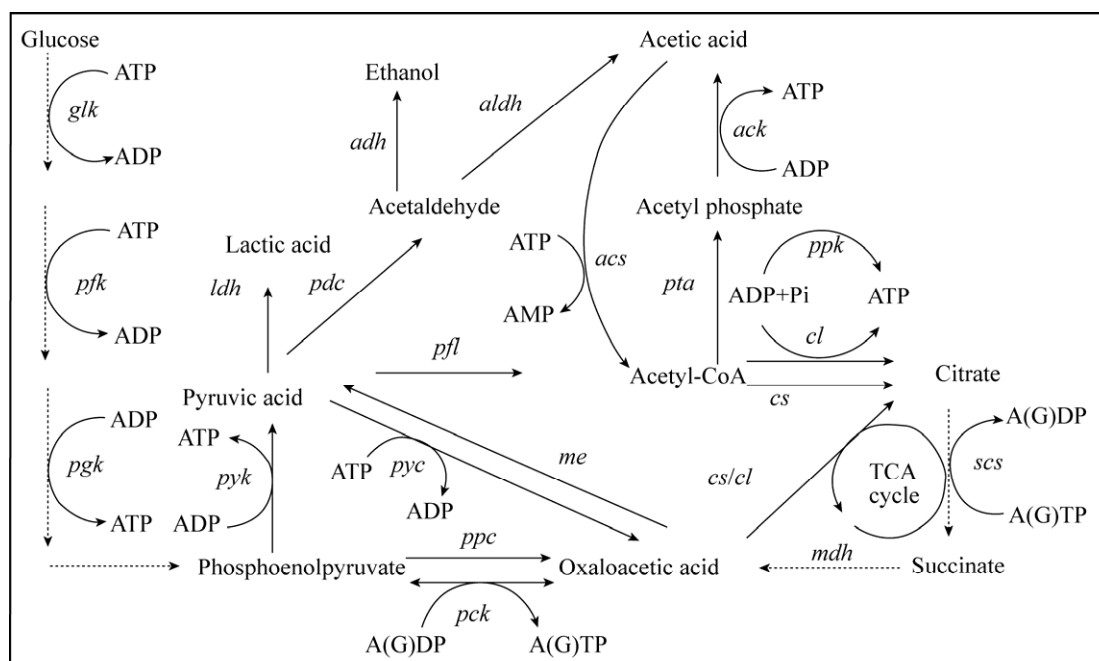 Glucose
Acetic acid
ATP
Ethanol
ATP
glk
aldh
ack
adh
ADP
ADP
Acetaldehyde
Acetyl phosphate
ATP
Lactic acid
ATP
ppk
pfk
ldh
pdc
acs
pta
ADP+Pi
ATP
ADP
AMP
cl
pfl
Pyruvic acid
Acetyl-CoA
cs
Citrate
ADP
ATP
A(G)DP
pgk
pyk
ATP
pyc
me
cs/cl
TCA
cycle
scs
ATP
ADP
ADP
A(G)TP
ppc
mdh
Phosphoenolpyruvate
Oxaloacetic acid
Succinate
pck
A(G)DP
A(G)TP